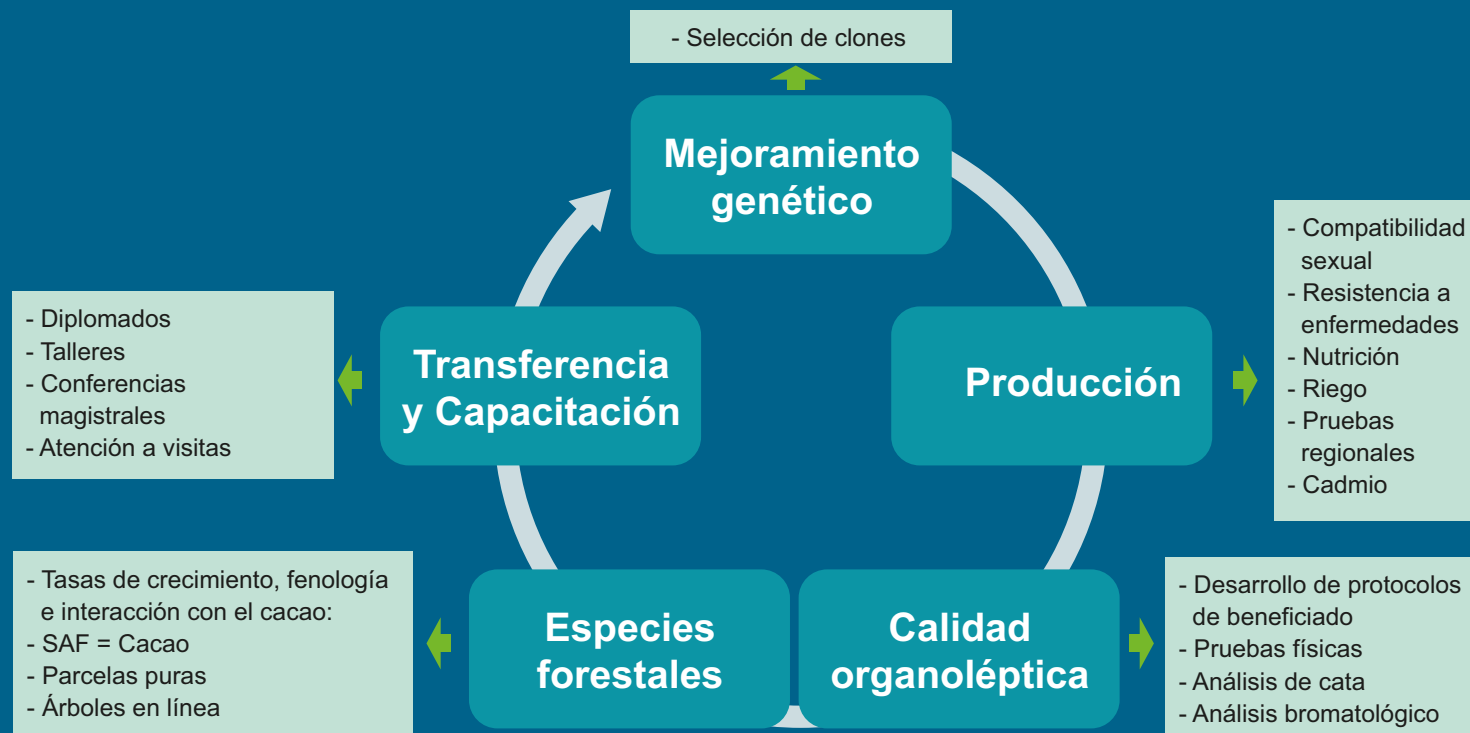 - Selección de clones
Mejoramiento
genético
- Compatibilidad
sexual
- Resistencia a
enfermedades
- Nutrición
- Riego
- Pruebas
regionales
- Cadmio
Producción
- Diplomados
- Talleres
- Conferencias
magistrales
- Atención a visitas
Transferencia
y Capacitación
- Tasas de crecimiento, fenología
e interacción con el cacao:
- SAF = Cacao
- Parcelas puras
- Árboles en línea
Especies
forestales
Calidad
organoléptica
- Desarrollo de protocolos
de beneficiado
- Pruebas físicas
- Análisis de cata
- Análisis bromatológico